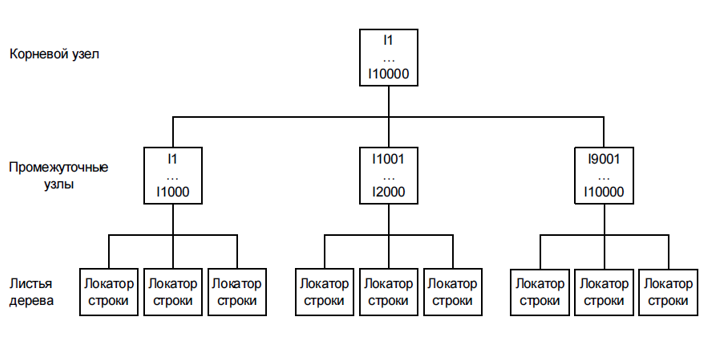 Корневой узел
I1
...
I10000
Промежуточные
узлы
I1
...
I1000
I1001
...
I2000
I9001
...
I10000
Листья
дерева
Локатор
строки
Локатор
строки
Локатор
строки
Локатор
строки
Локатор
строки
Локатор
строки
Локатор
строки
Локатор
строки
Локатор
строки